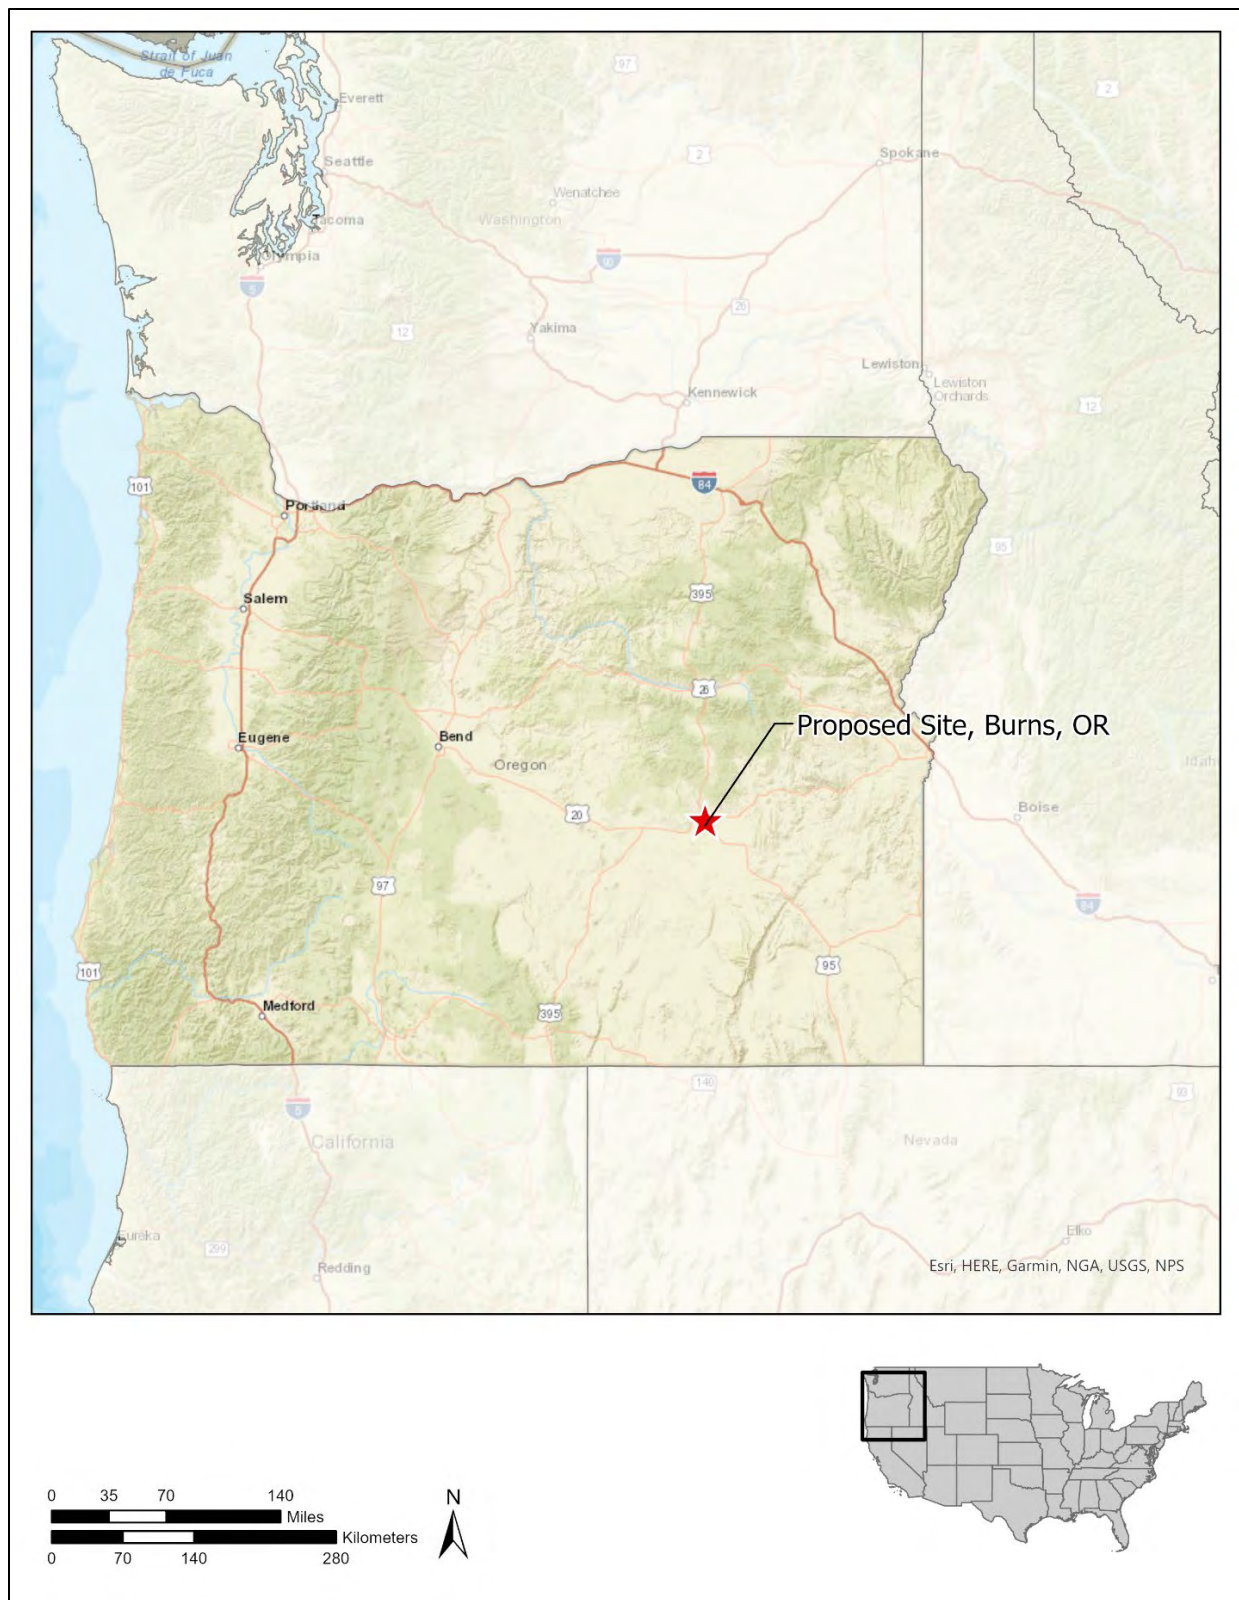 Strait of Juan
de Fuca
97
2
Everett
Seattle
2
Spokane
Wenatchee
Washington
Tacoma
Olympia
90
5
26
12
Yakima
Lewiston
Lewiston
Orchards
Kennewick
12
101
84
Portland
95
395
Salem
26
Proposed Site, Burns, OR
Eugene
Bend
Oregon
Idah
20
Boise
97
84
101
95
Medford
395
5
140
93
California
Nevada
Eureka
299
Elko
Redding
Esri, HERE, Garmin, NGA, USGS, NPS
0 35 70 140
Miles
Kilometers
0 70 140 280
N